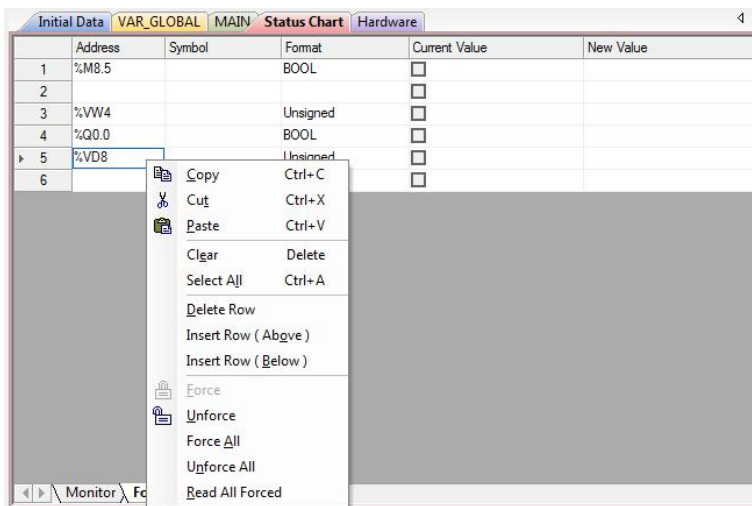 Initial Data VAR_GLOBAL MAIN Status Chart Hardware
Address Symbol Format Current Value New Value
1 %M8.5 BOOL
2
3 %VW4 Unsigned
4 %Q0.0 BOOL
5 %VD8 Unsigned
6
Copy Ctrl+C
Cut Ctrl+X
Paste Ctrl+V
Clear Delete
Select All Ctrl+A
Delete Row
Insert Row ( Above )
Insert Row ( Below )
Force
Unforce
Force All
Unforce All
Monitor Fo Read All Forced